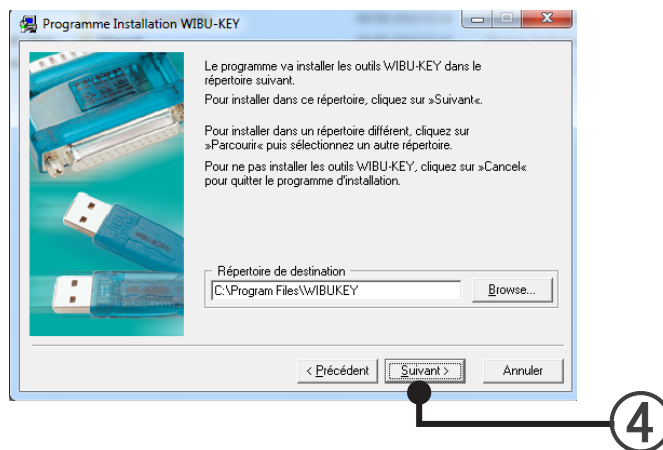 Programme Installation WIBU-KEY
Le programme va installer les outils WIBU-KEY dans le
répertoire suivant.
Pour installer dans ce répertoire, cliquez sur »Suivant«.
Pour installer dans un répertoire différent, cliquez sur
»Parcourir« puis sélectionnez un autre répertoire.
Pour ne pas installer les outils WIBU-KEY, cliquez sur »Cancel«
pour quitter le programme d'installation.
Répertoire de destination
C:\Program Files\WIBUKEY
Browse...
< Précédent
Suivant >
Annuler
4